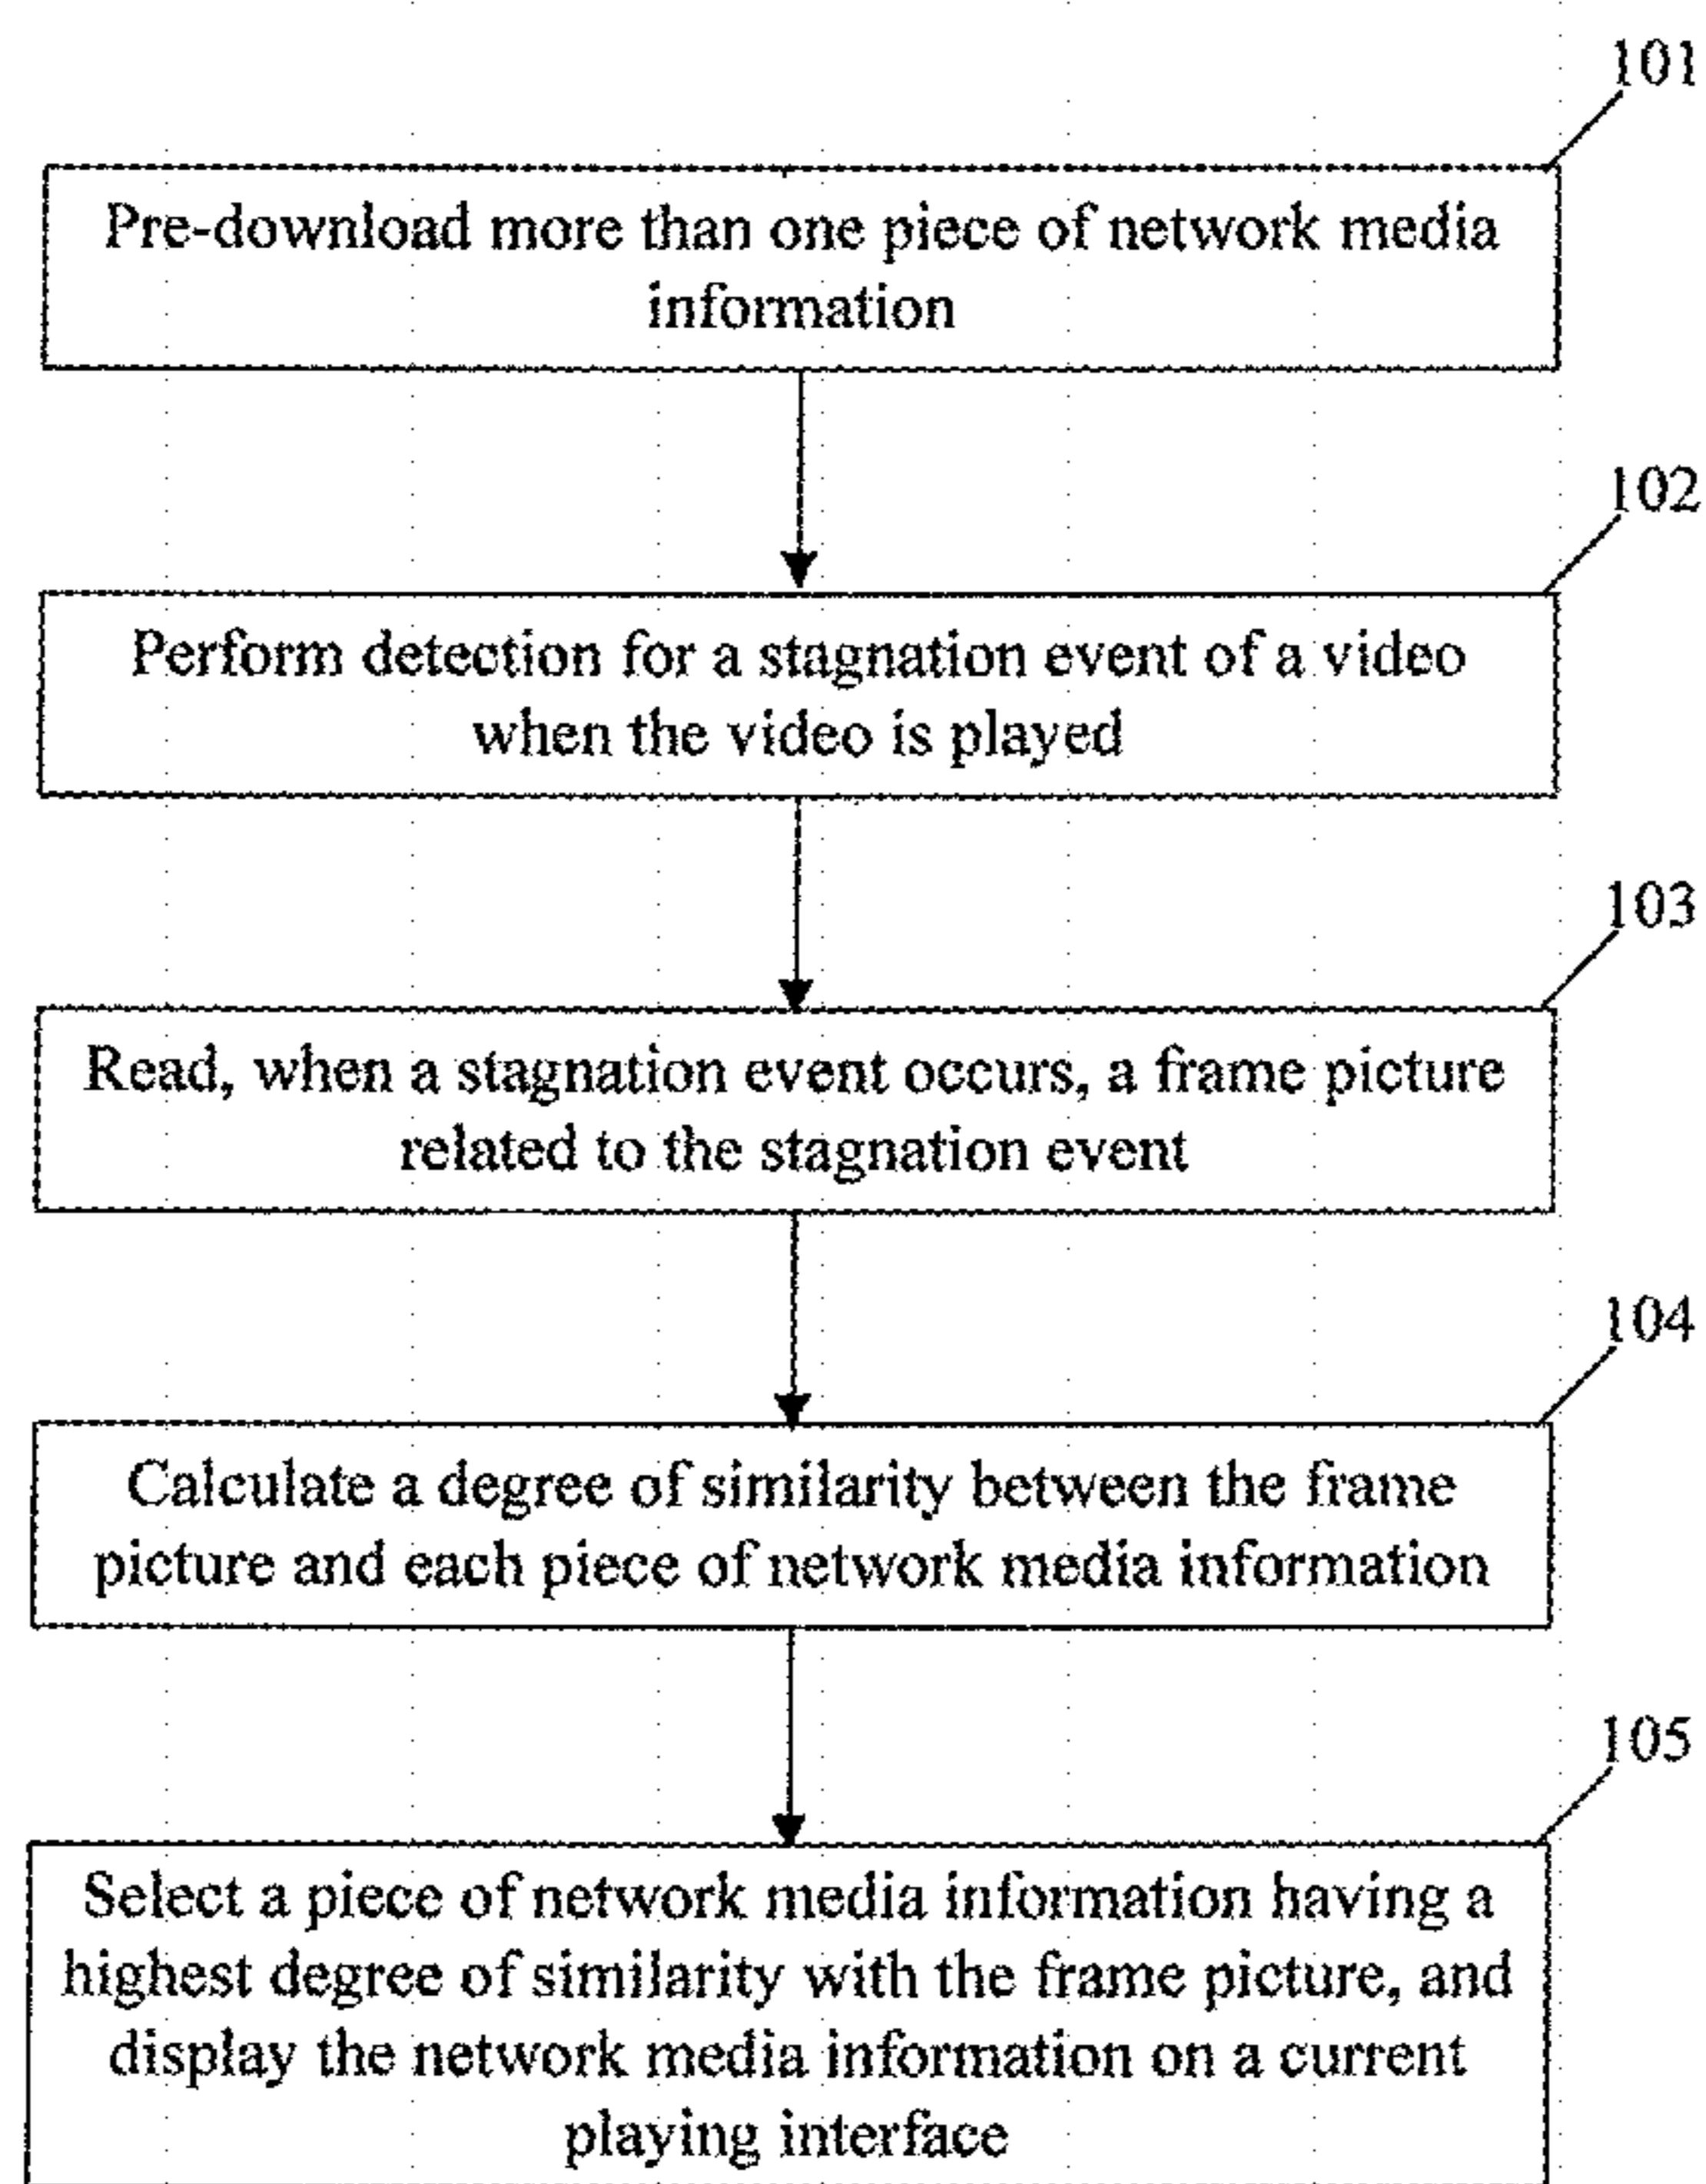 101
Pre-download more than one piece of network media
information
102
Perform detection for a stagnation event of a video
when the video is played
103
Read, when a stagnation event occurs, a frame picture
related to the stagnation event
104
Calculate a degree of similarity between the frame
picture and each piece of network media information
105
Select a piece of network media information having a
highest degree of similarity with the frame picture, and
display the network media information on a current
playing interface